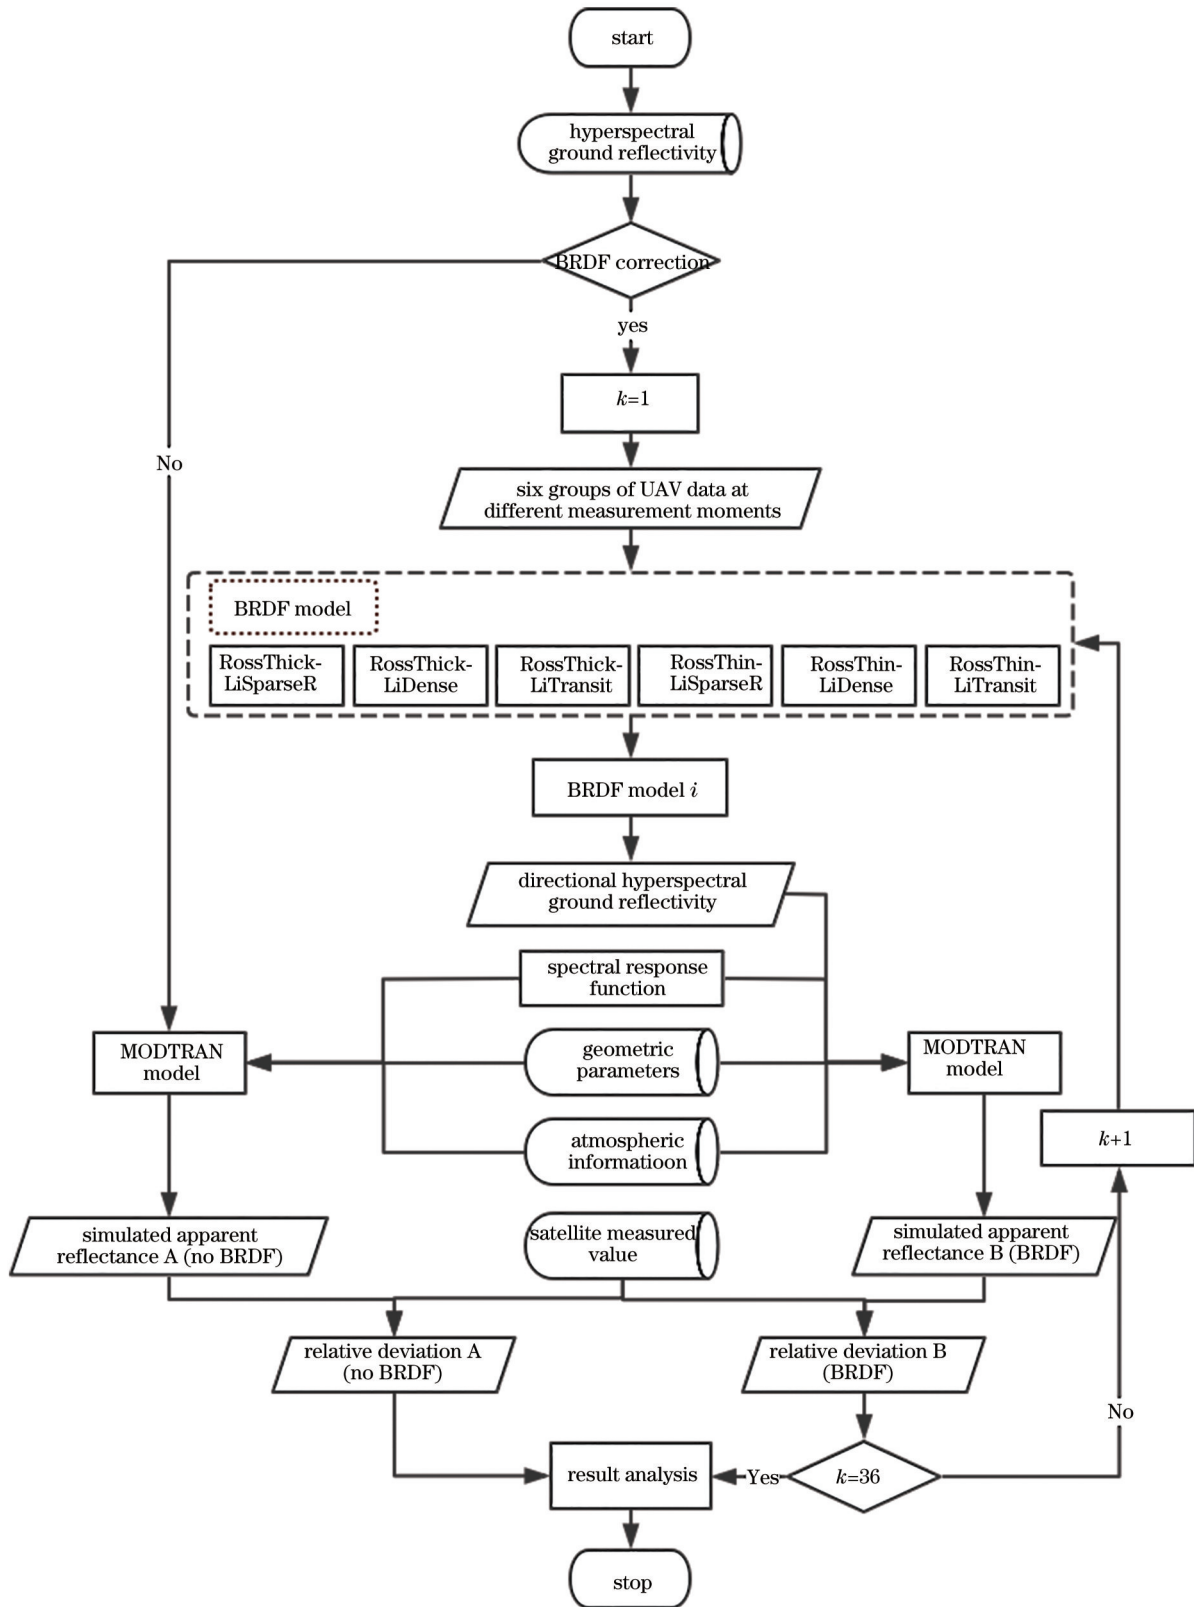 start
hyperspectral
ground reflectivity
BRDF correction
yes
k=1
No
six groups of UAV data at
different measurement moments
BRDF model
RossThick-
LiSparseR
RossThick-
LiDense
RossThick-
LiTransit
RossThin-
LiSparseR
RossThin-
LiDense
RossThin-
LiTransit
BRDF model i
directional hyperspectral
ground reflectivity
spectral response
function
MODTRAN
model
geometric
parameters
MODTRAN
model
atmospheric
informatioon
k+1
simulated apparent
reflectance A (no BRDF)
satellite measured
value
simulated apparent
reflectance B (BRDF)
relative deviation A
(no BRDF)
relative deviation B
(BRDF)
No
result analysis
Yes
k=36
stop